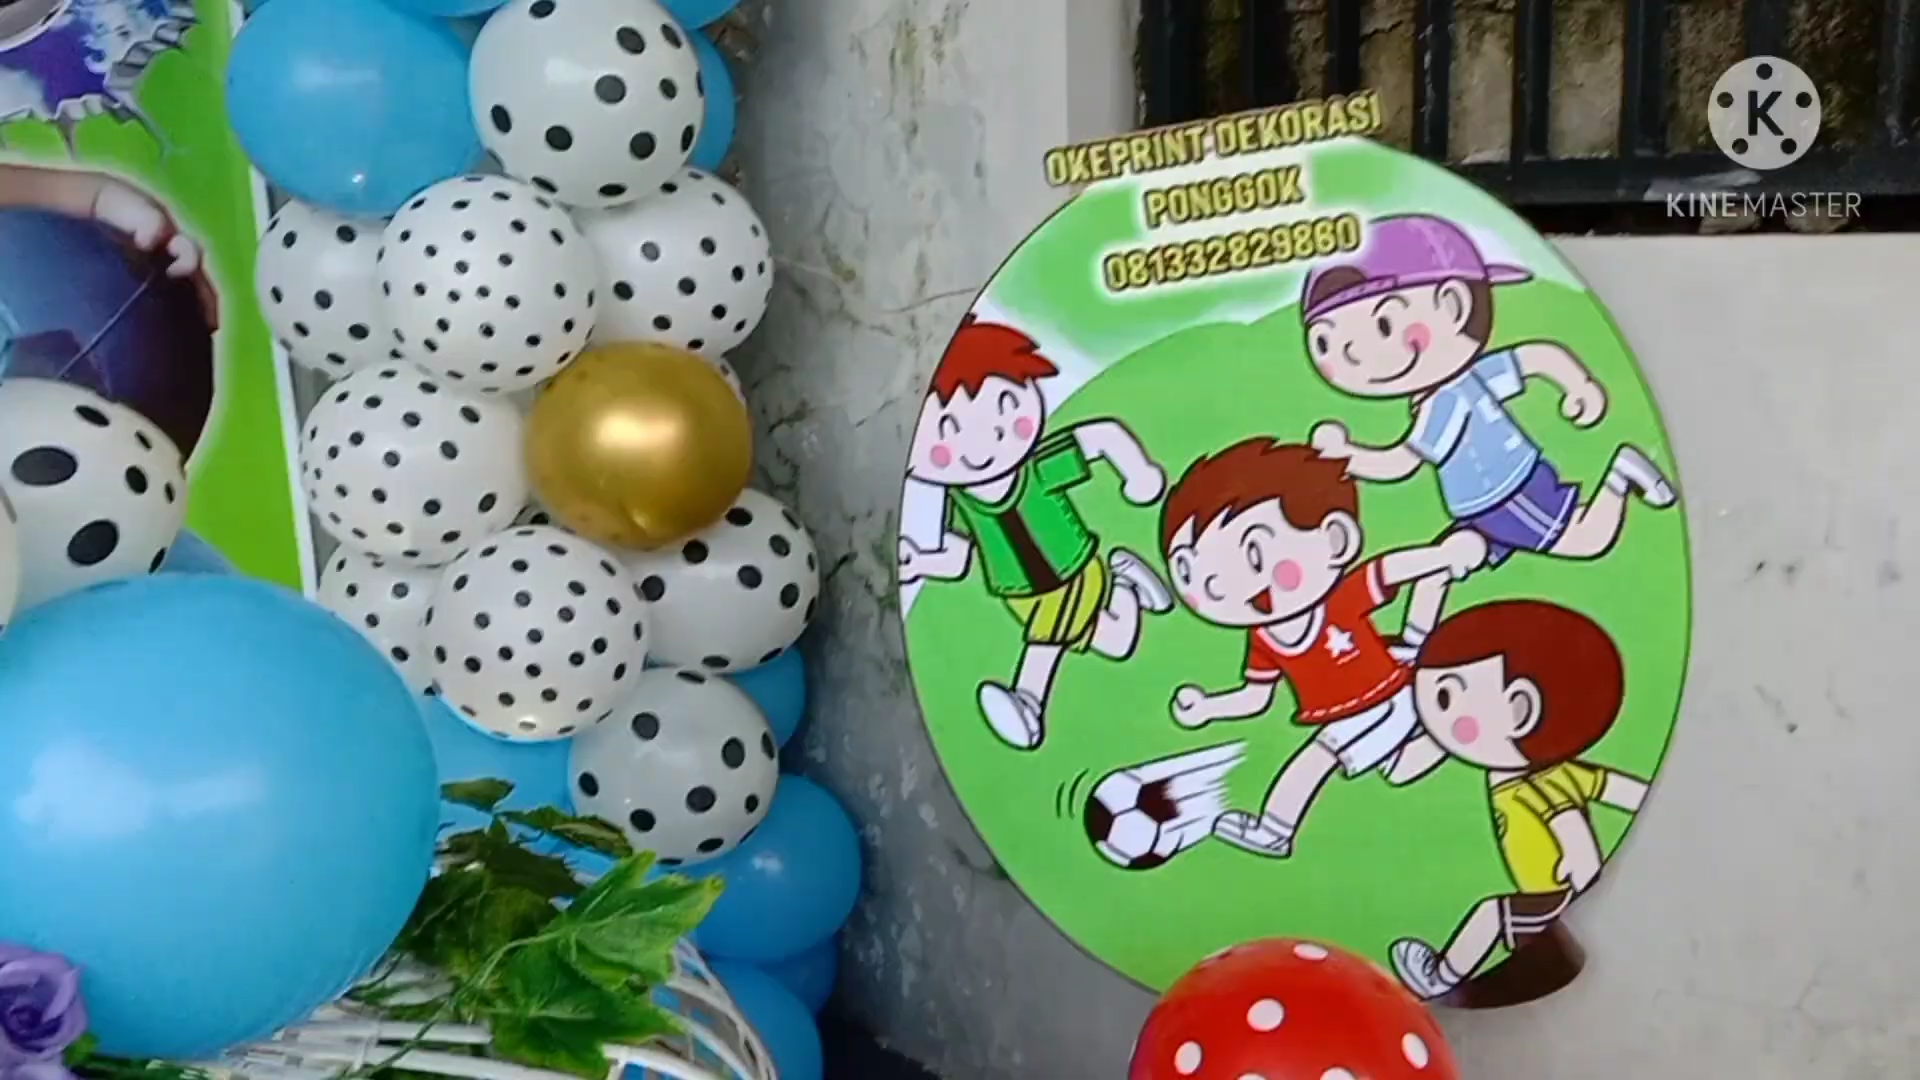 OKEPRINT DEKORASI
PONGGOK
081332829860
K
KINEMASTER